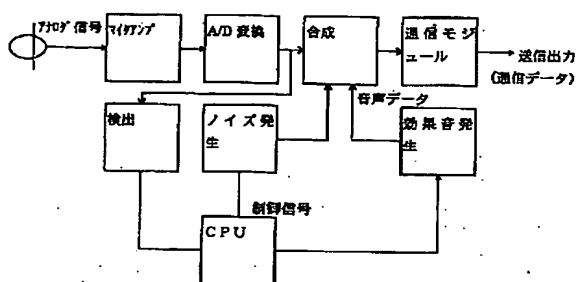 アナログ信号
マイクアンプ
A/D変換
合成
通信モジ
ュール
送信出力
(通信データ)
音声データ
検出
ノイズ発
生
効果音発
生
制御信号
CPU